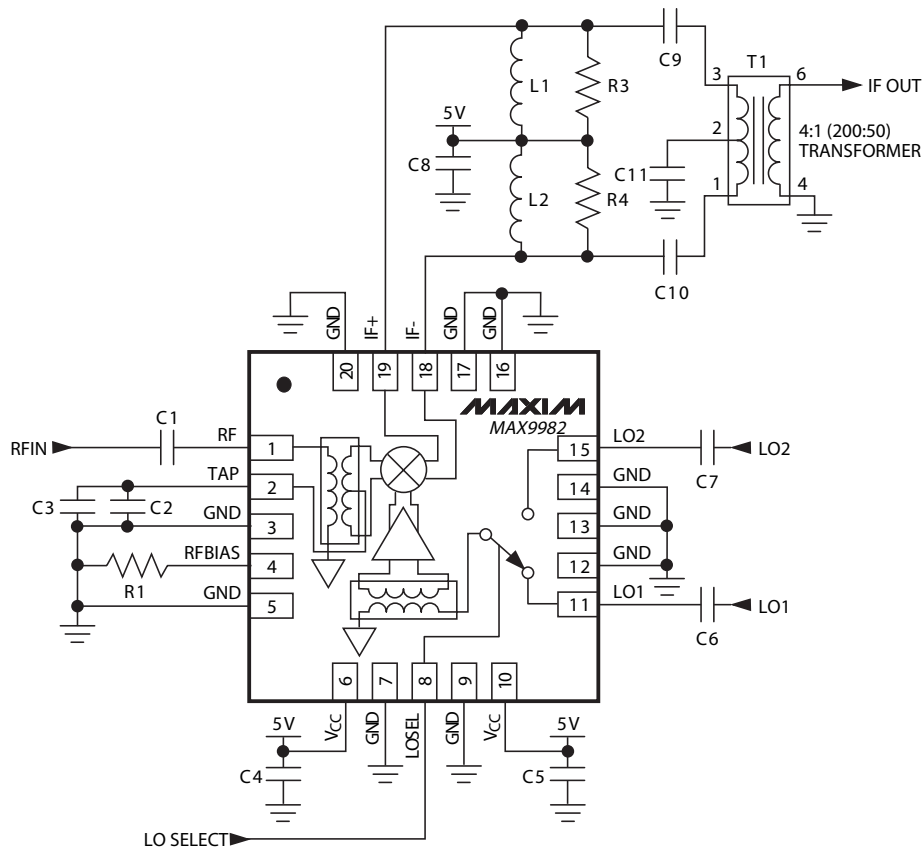 C9
T1
3
6
IF OUT
L1
R3
5V
2
4:1 (200:50)
TRANSFORMER
C8
C11
L2
R4
1
4
C10
GND
IF+
IF-
GND
GND
20
19
18
17
16
MAXIM
MAX9982
C1
RFIN
RF
1
15
LO2
LO2
C7
TAP
2
14
GND
C3
C2
GND
3
13
GND
RFBIAS
4
12
GND
R1
GND
5
11
LO1
LO1
C6
6
7
8
9
10
5V
VCC
GND
LOSEL
GND
VCC
5V
C4
C5
LO SELECT